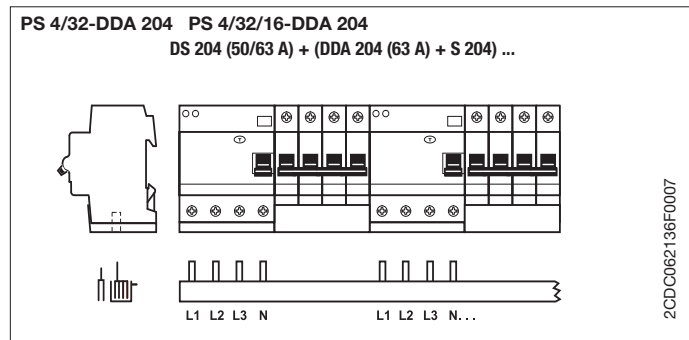 PS 4/32-DDA 204 PS 4/32/16-DDA 204
DS 204 (50/63 A) + (DDA 204 (63 A) + S 204) ...
T T
L1 L2 L3 N L1 L2 L3 N...
2CDC062136F0007